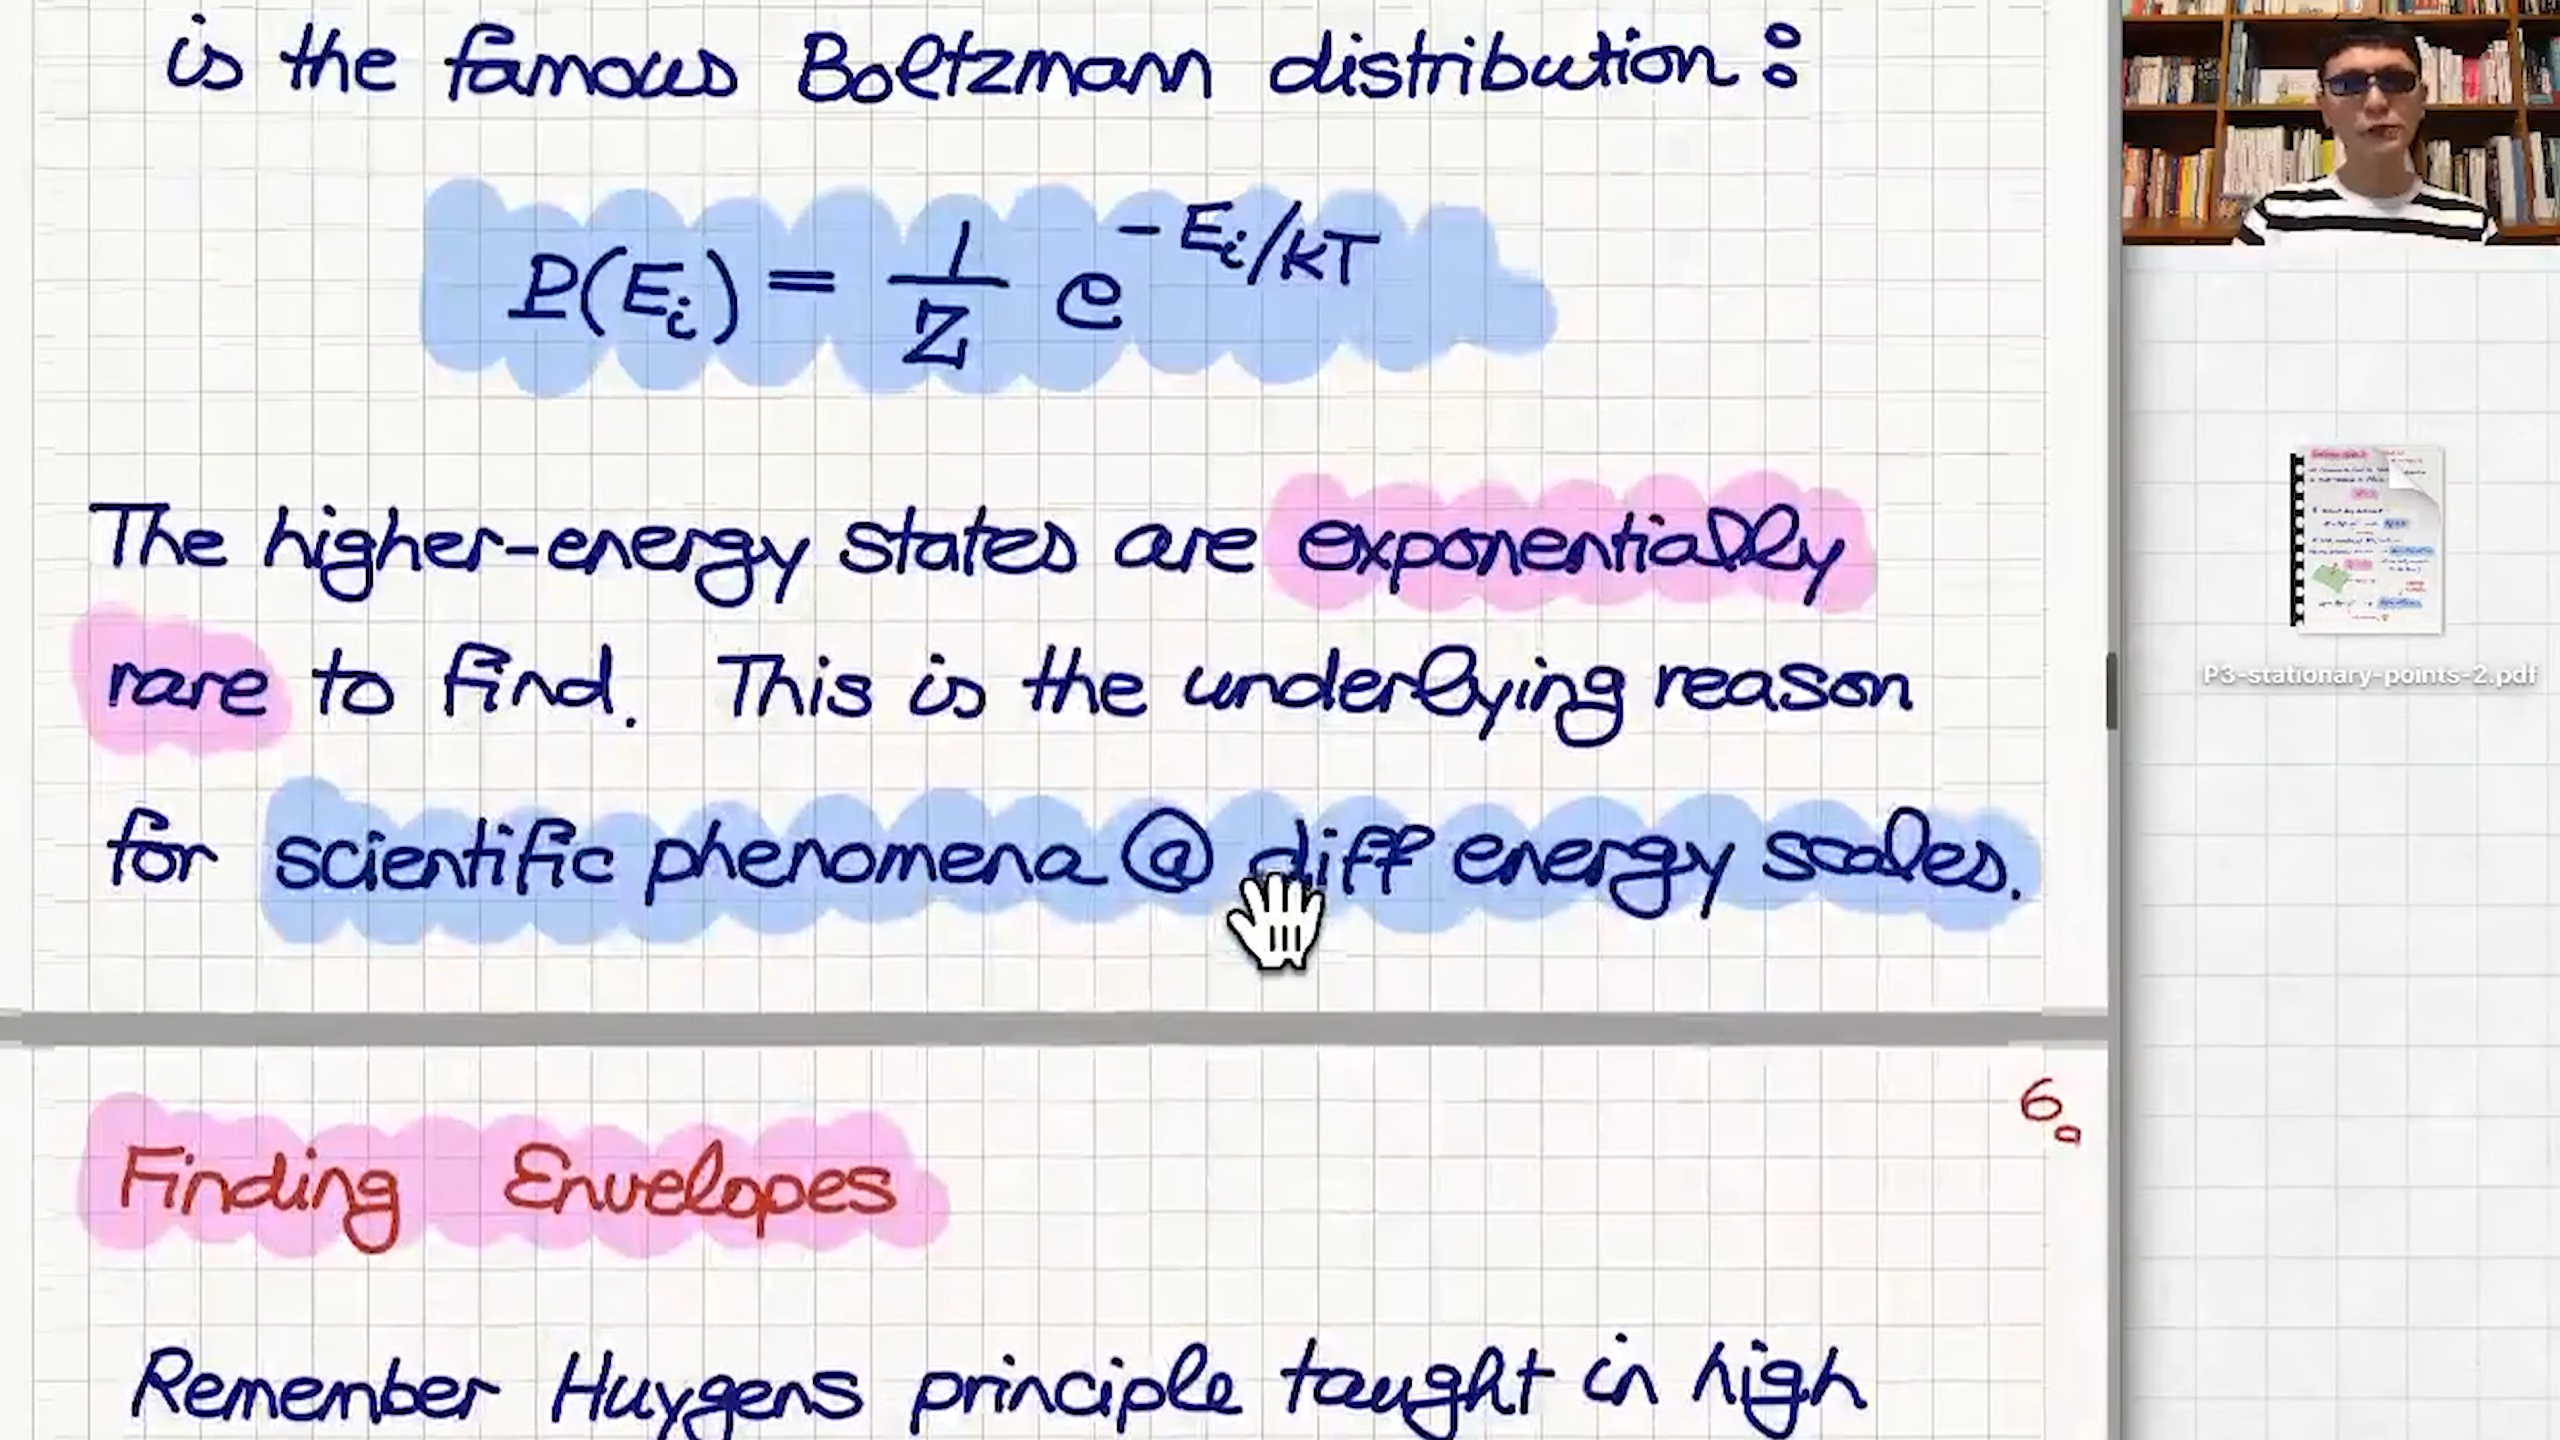 is the famous Boltzmann distribution:
P(Ei) = 1/Z e^-Ei/kT
The higher-energy states are exponentially
rare to find. This is the underlying reason
for scientific phenomena @ diff energy scales.
6.
Finding Envelopes
Remember Huygens principle taught in high
P3-stationary-points-2.pdf